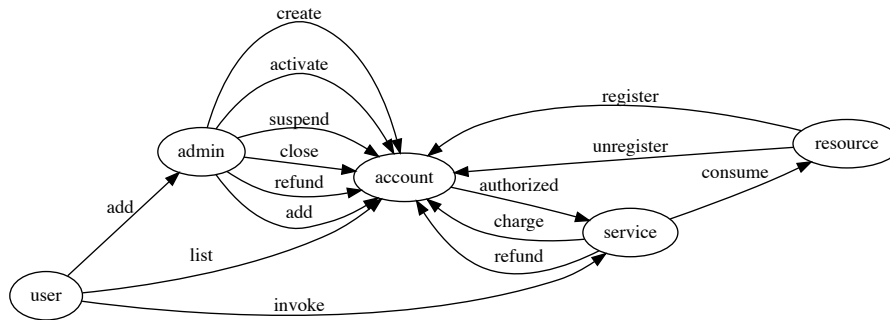 create
activate
suspend
close
refund
add
admin
account
register
unregister
resource
authorized
consume
charge
refund
service
add
list
invoke
user